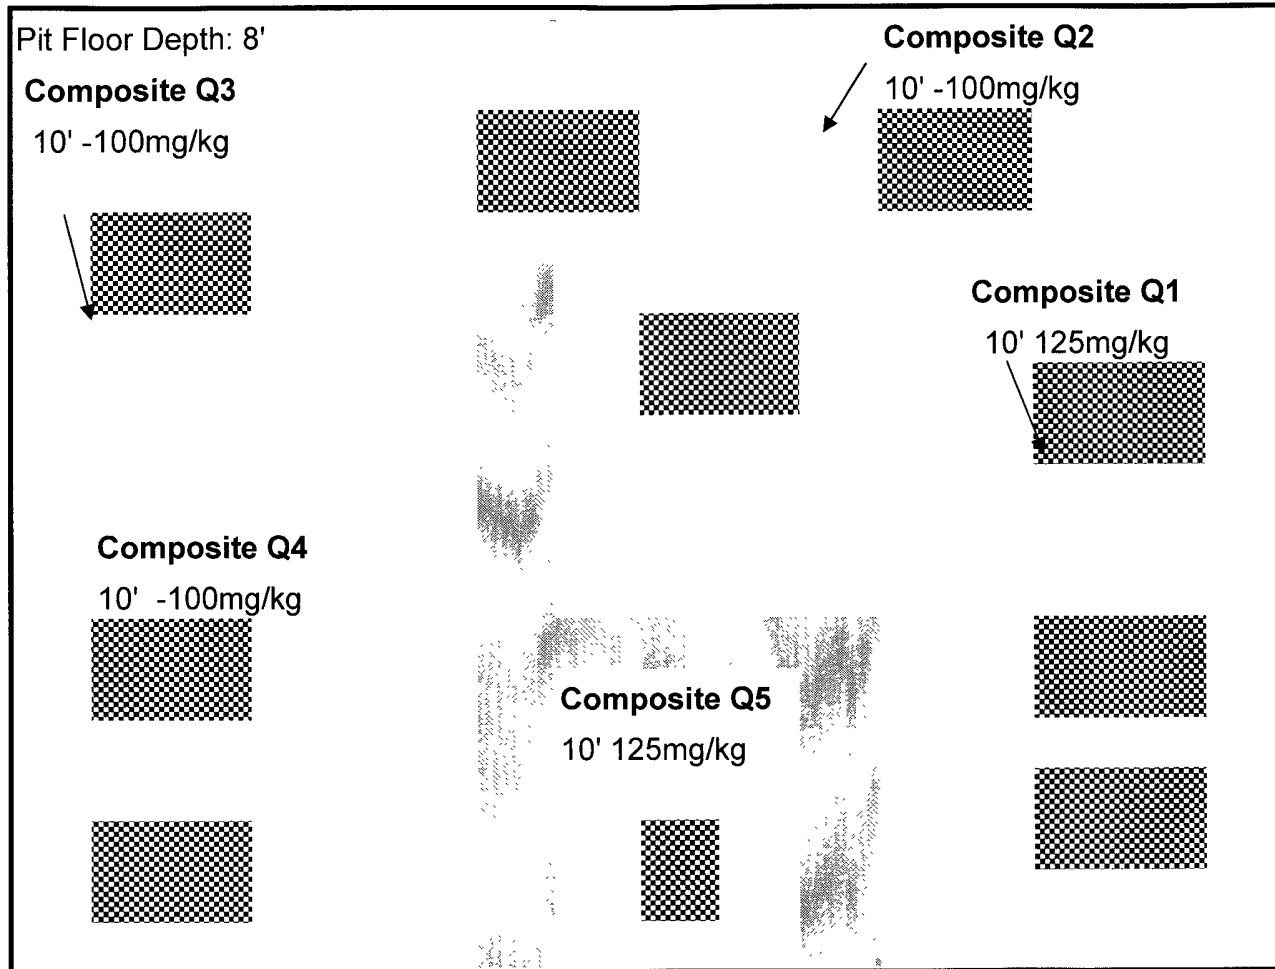 Pit Floor Depth: 8'
Composite Q3
10' -100mg/kg
Composite Q2
10' -100mg/kg
Composite Q1
10' 125mg/kg
Composite Q4
10'  -100mg/kg
Composite Q5
10' 125mg/kg